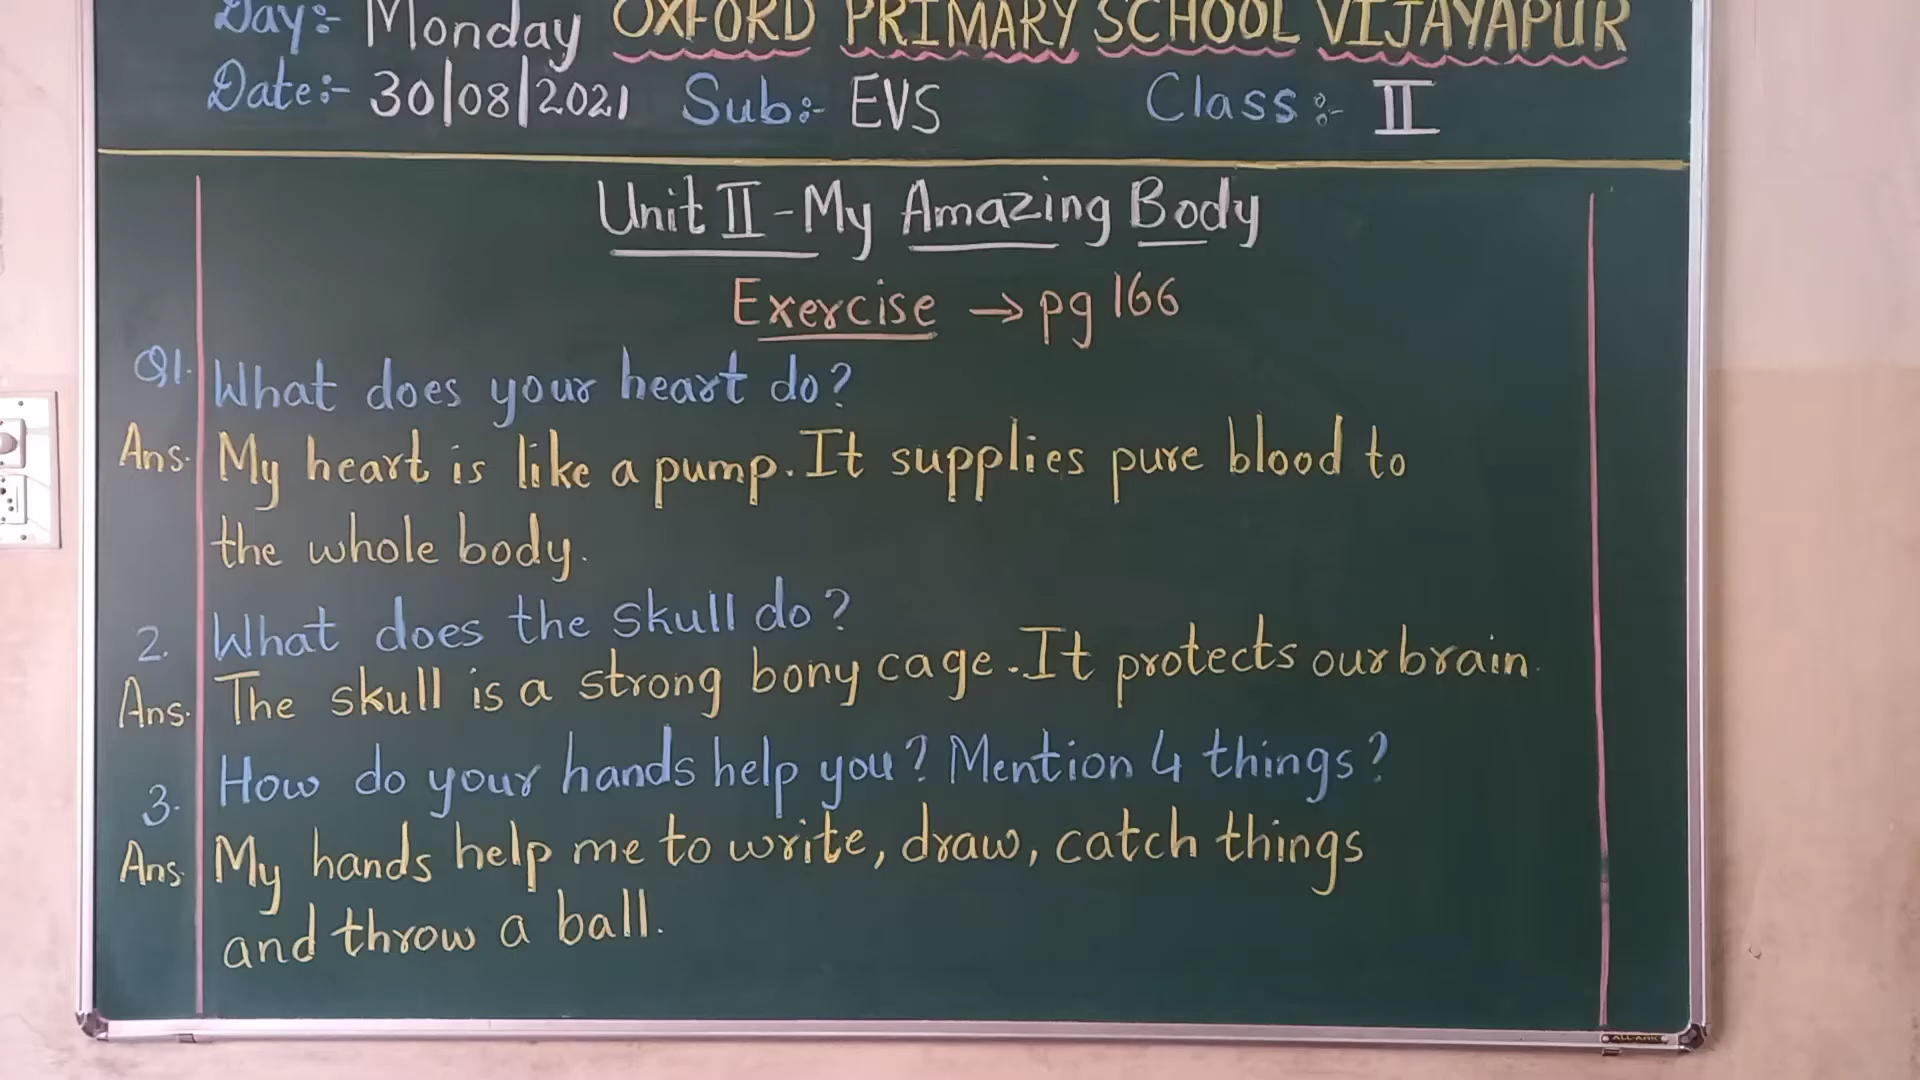 Day:- Monday OXFORD PRIMARY SCHOOL VIJAYAPUR
Date:- 30/08/2021 Sub:- EVS Class:- II
Unit II - My Amazing Body
Exercise → pg 166
Q1. What does your heart do?
Ans. My heart is like a pump. It supplies pure blood to
the whole body.
2. What does the skull do?
Ans. The skull is a strong bony cage. It protects our brain.
3. How do your hands help you? Mention 4 things?
Ans My hands help me to write, draw, catch things
and throw a ball.